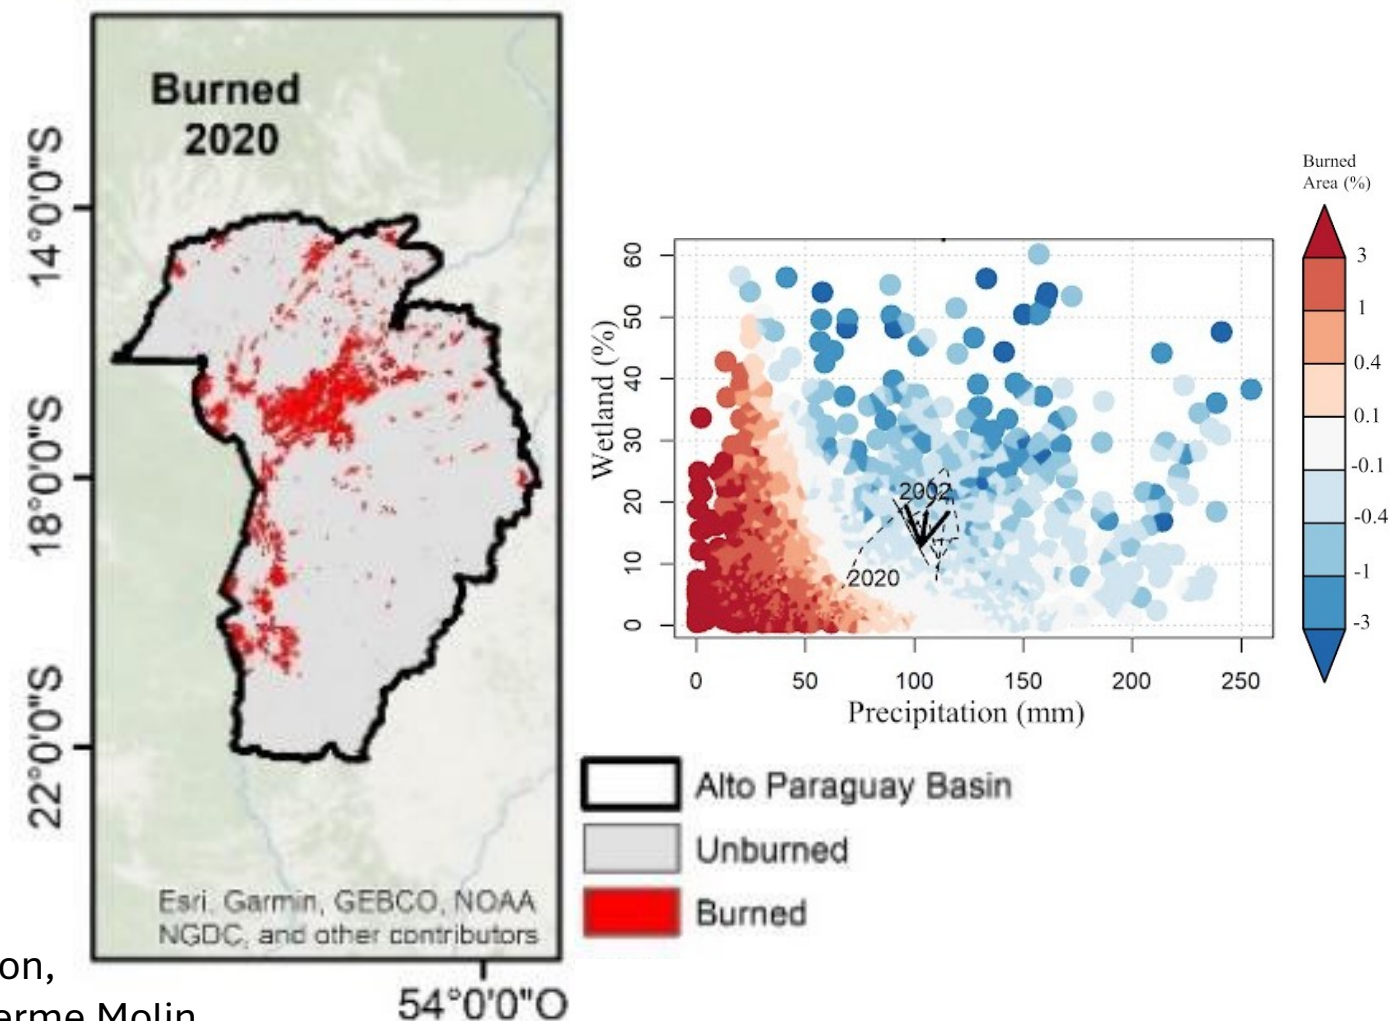 Burned
2020
14°0'0"S
18°0'0"S
22°0'0"S
54°0'0"O
Esri, Garmin, GEBCO, NOAA
NGDC, and other contributors
on,
erme Molin
Wetland (%)
60
50
40
30
20
10
0
2002
2020
0 50 100 150 200 250
Precipitation (mm)
Burned
Area (%)
3
1
0.4
0.1
-0.1
-0.4
-1
-3
Alto Paraguay Basin
Unburned
Burned